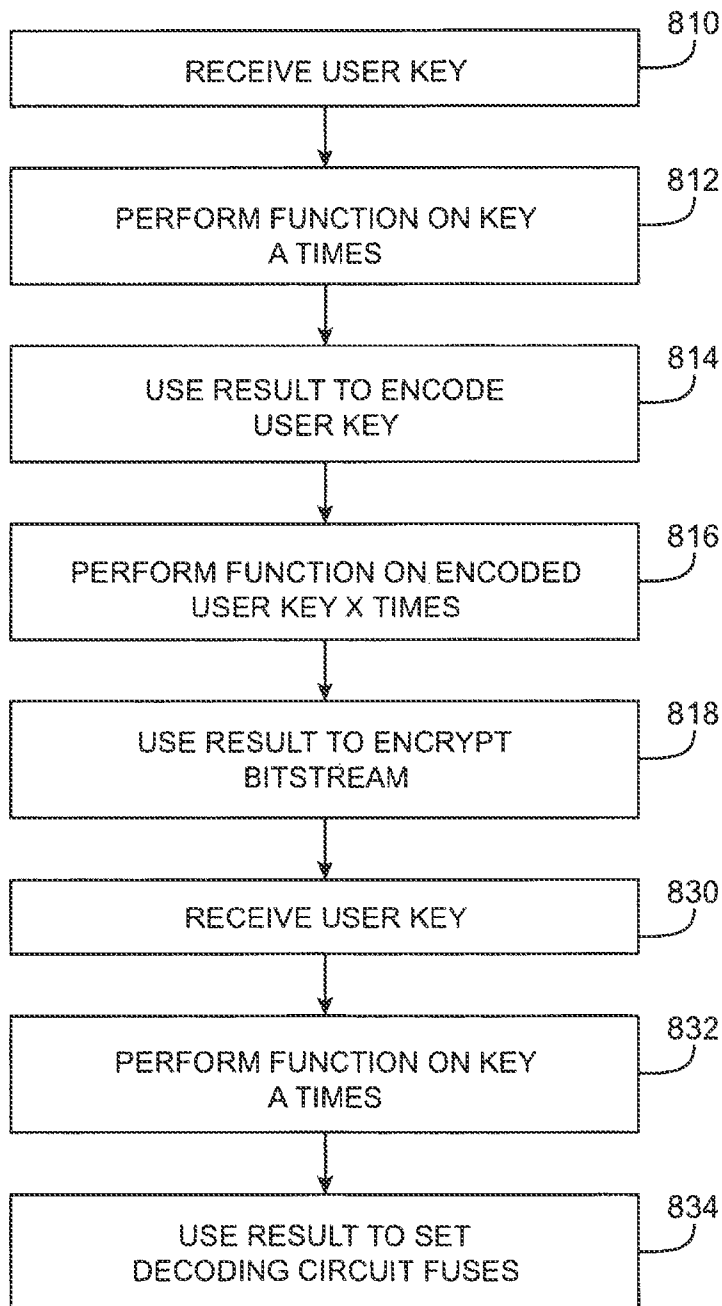 810
RECEIVE USER KEY
812
PERFORM FUNCTION ON KEY
A TIMES
814
USE RESULT TO ENCODE
USER KEY
816
PERFORM FUNCTION ON ENCODED
USER KEY X TIMES
818
USE RESULT TO ENCRYPT
BITSTREAM
830
RECEIVE USER KEY
832
PERFORM FUNCTION ON KEY
A TIMES
834
USE RESULT TO SET
DECODING CIRCUIT FUSES